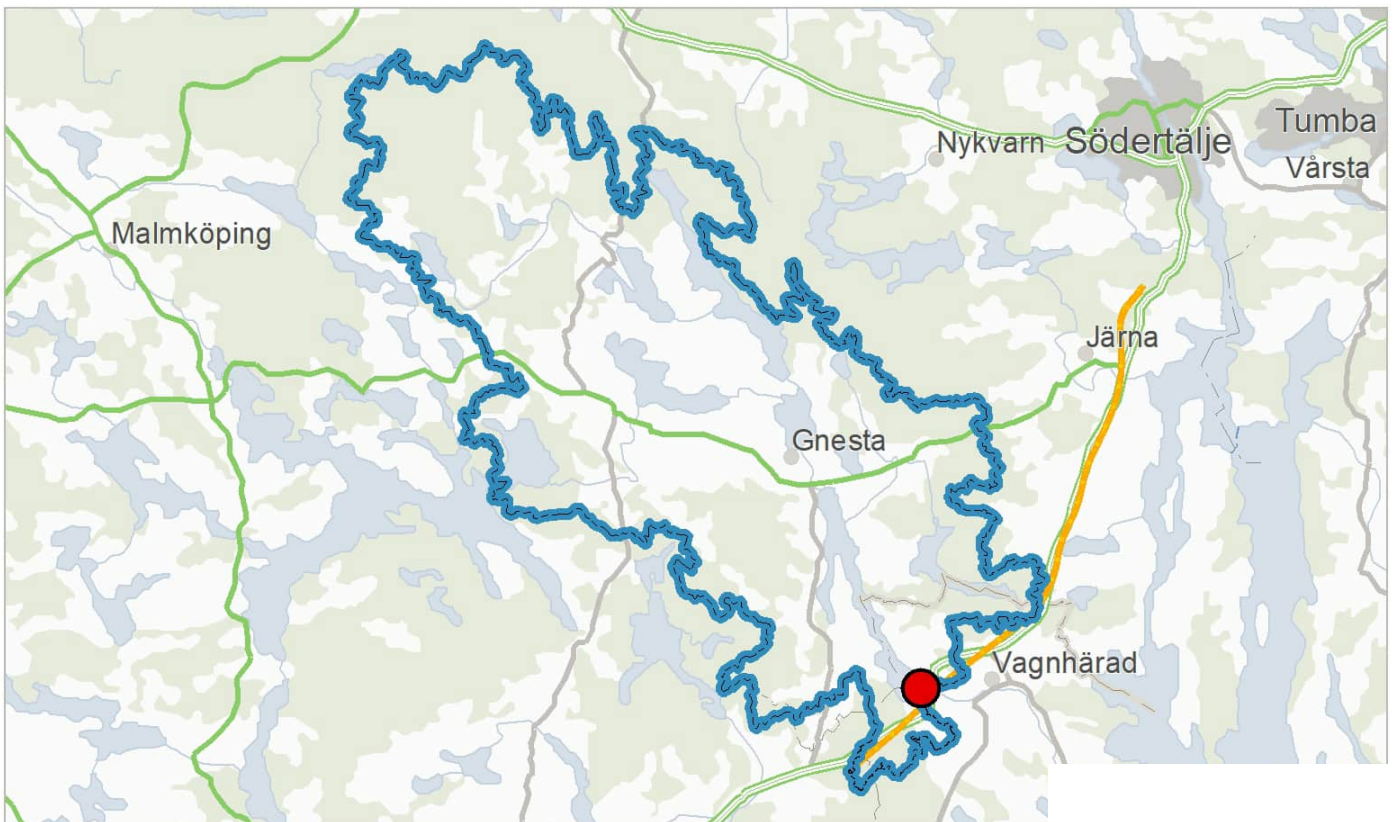 Tumba
Nykvarn
Södertälje
Vårsta
Malmköping
Järna
Gnesta
Vagnhärad